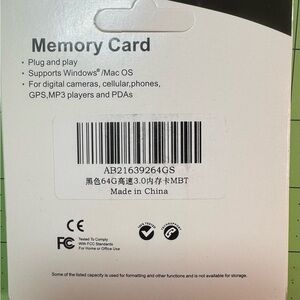 Memory Card
• Plug and play
• Supports Windows® /Mac OS
• For digital cameras, cellular,phones,
GPS,MP3 players and PDAs
AB21639264GS
黑色64G高速3.0内存卡MBT
Made in China
CE
FC Tested To Comply
With FCC Standards
For Home or Office Use
Some of the listed capacity is used for formatting and other functions and is not available for storage.